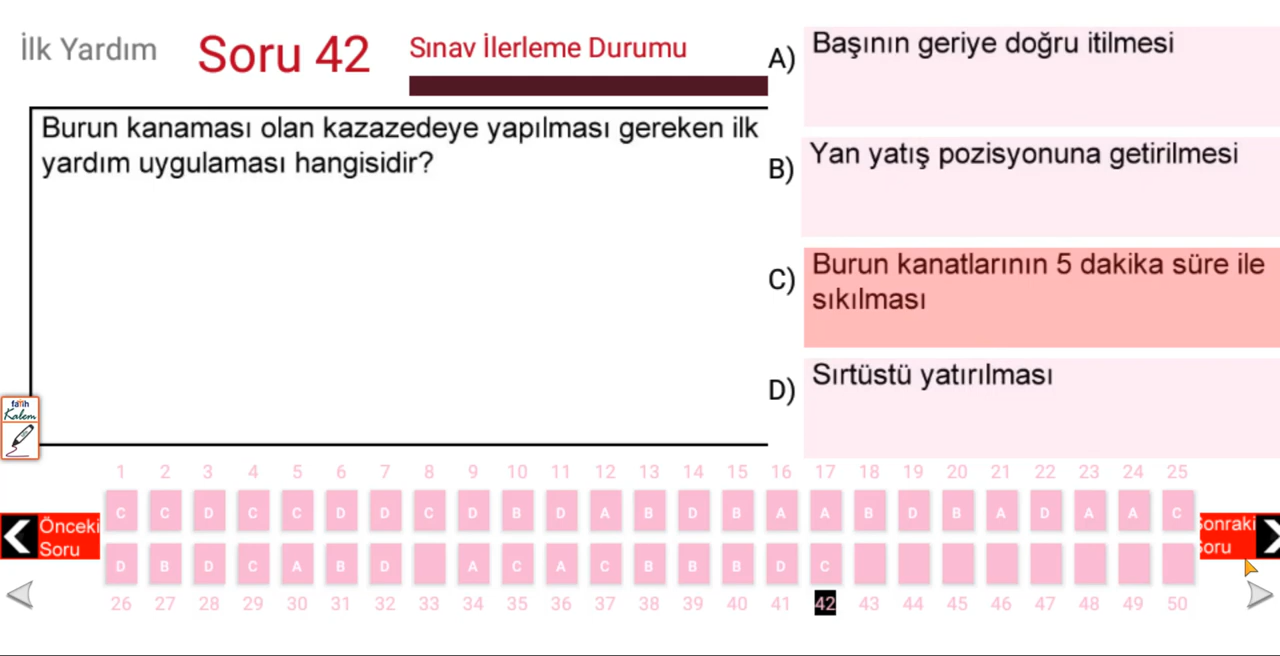 İlk Yardım
Soru 42
Sınav İlerleme Durumu
Burun kanaması olan kazazedeye yapılması gereken ilk
yardım uygulaması hangisidir?
A) Başının geriye doğru itilmesi
B) Yan yatış pozisyonuna getirilmesi
C) Burun kanatlarının 5 dakika süre ile
sıkılması
D) Sırtüstü yatırılması
fatih
Kalem
1 2 3 4 5 6 7 8 9 10 11 12 13 14 15 16 17 18 19 20 21 22 23 24 25
C C D C C D D C D B D A B D B A A B D B A D A A C
Önceki
Soru
Sonraki
Soru
D B D C A B D A C A C B B B D C
26 27 28 29 30 31 32 33 34 35 36 37 38 39 40 41 42 43 44 45 46 47 48 49 50